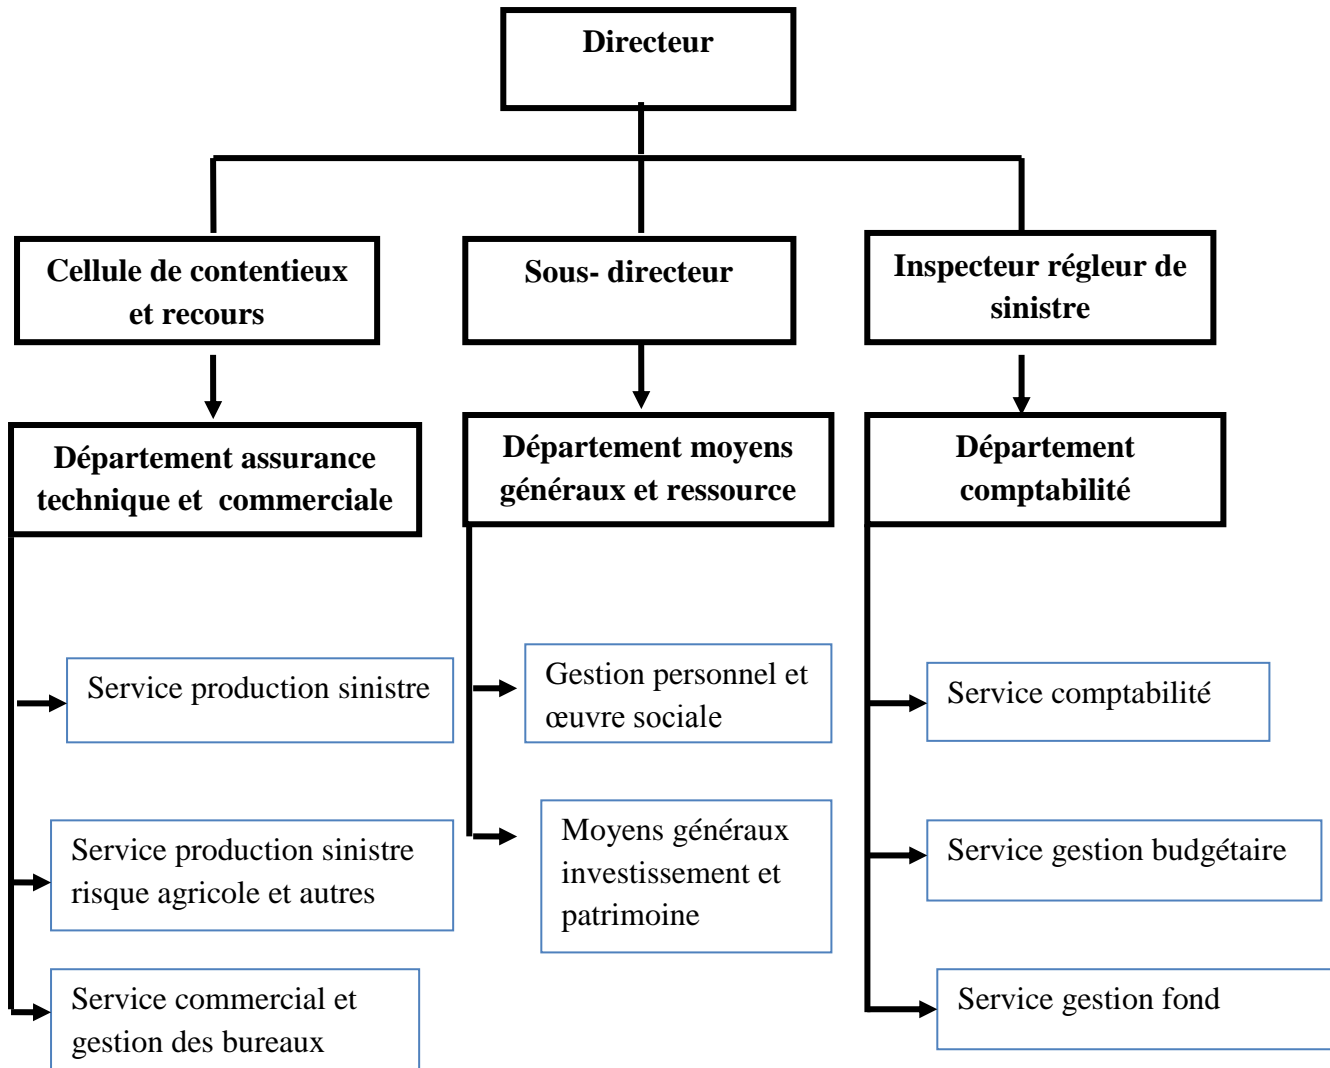 Directeur
Cellule de contentieux
et recours
Sous- directeur
Inspecteur régleur de
sinistre
Département assurance
technique et  commerciale
Département moyens
généraux et ressource
Département
comptabilité
Service production sinistre
Service production sinistre
risque agricole et autres
Service commercial et
gestion des bureaux
Gestion personnel et
œuvre sociale
Moyens généraux
investissement et
patrimoine
Service comptabilité
Service gestion budgétaire
Service gestion fond